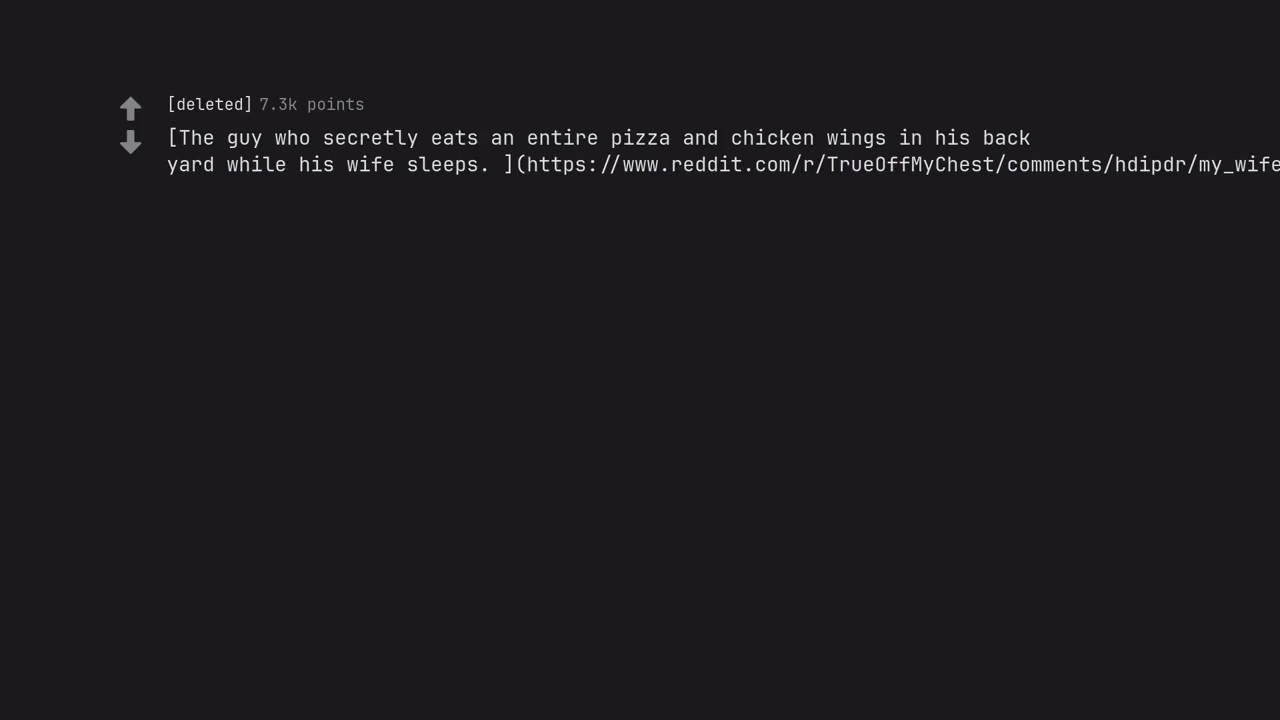 [deleted] 7.3k points
[The guy who secretly eats an entire pizza and chicken wings in his back
yard while his wife sleeps. ](https://www.reddit.com/r/TrueOffMyChest/comments/hdipdr/my_wife